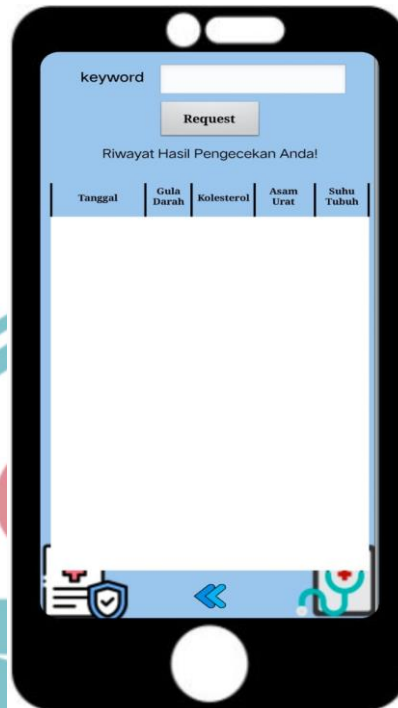 keyword
Request
Riwayat Hasil Pengecekan Anda!
Tanggal Gula Darah Kolesterol Asam Urat Suhu Tubuh